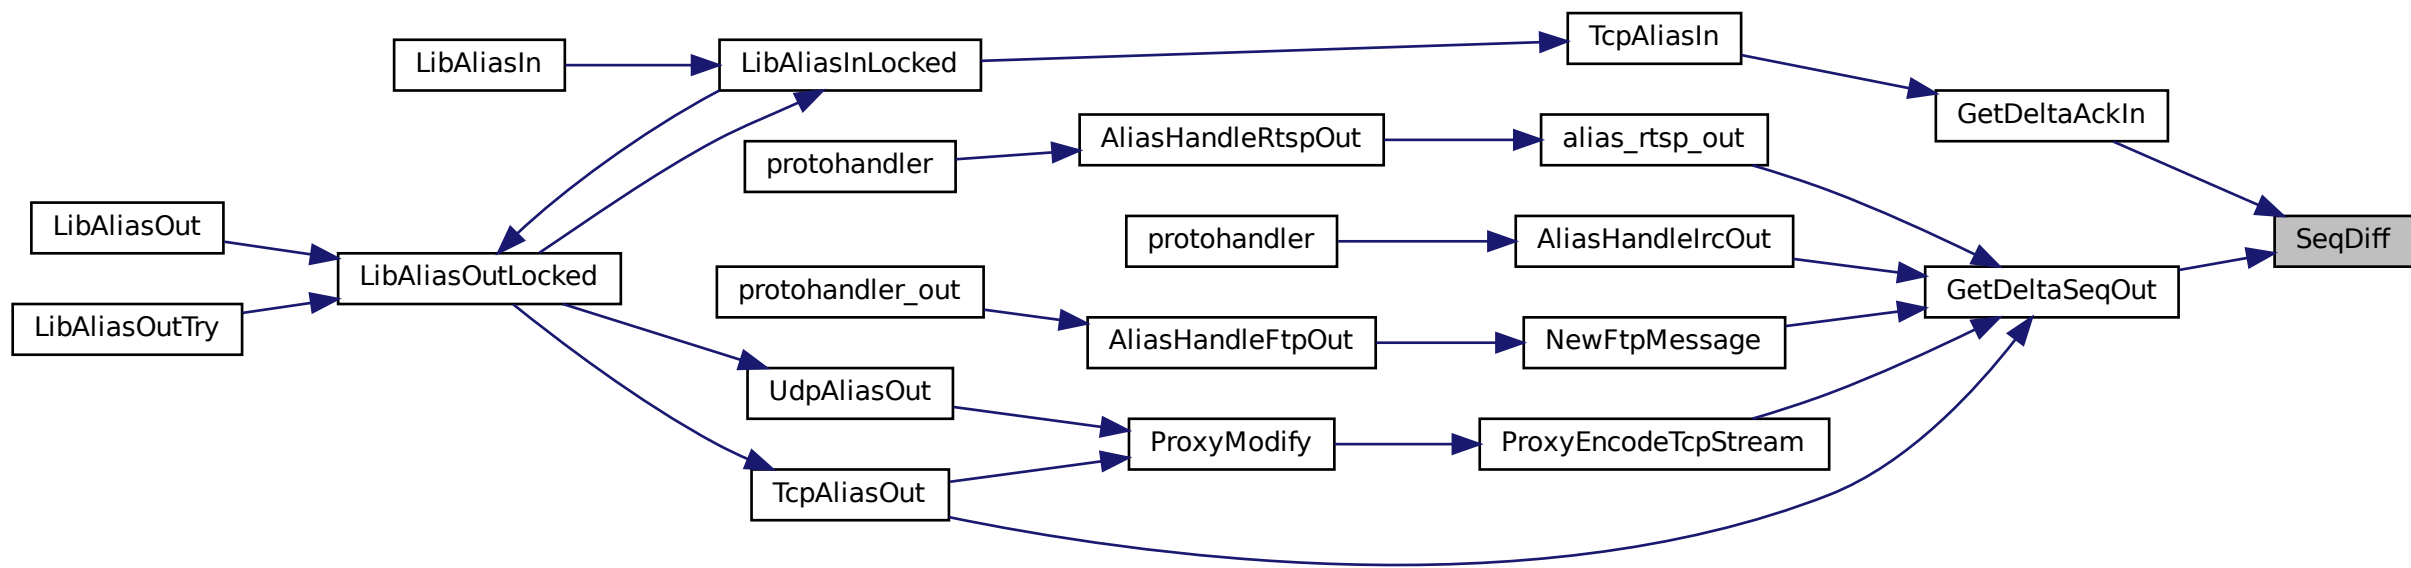 TcpAliasIn
LibAliasIn
LibAliasInLocked
GetDeltaAckIn
AliasHandleRtspOut
alias_rtsp_out
protohandler
LibAliasOut
protohandler
AliasHandleIrcOut
SeqDiff
LibAliasOutLocked
protohandler_out
GetDeltaSeqOut
LibAliasOutTry
AliasHandleFtpOut
NewFtpMessage
UdpAliasOut
ProxyModify
ProxyEncodeTcpStream
TcpAliasOut